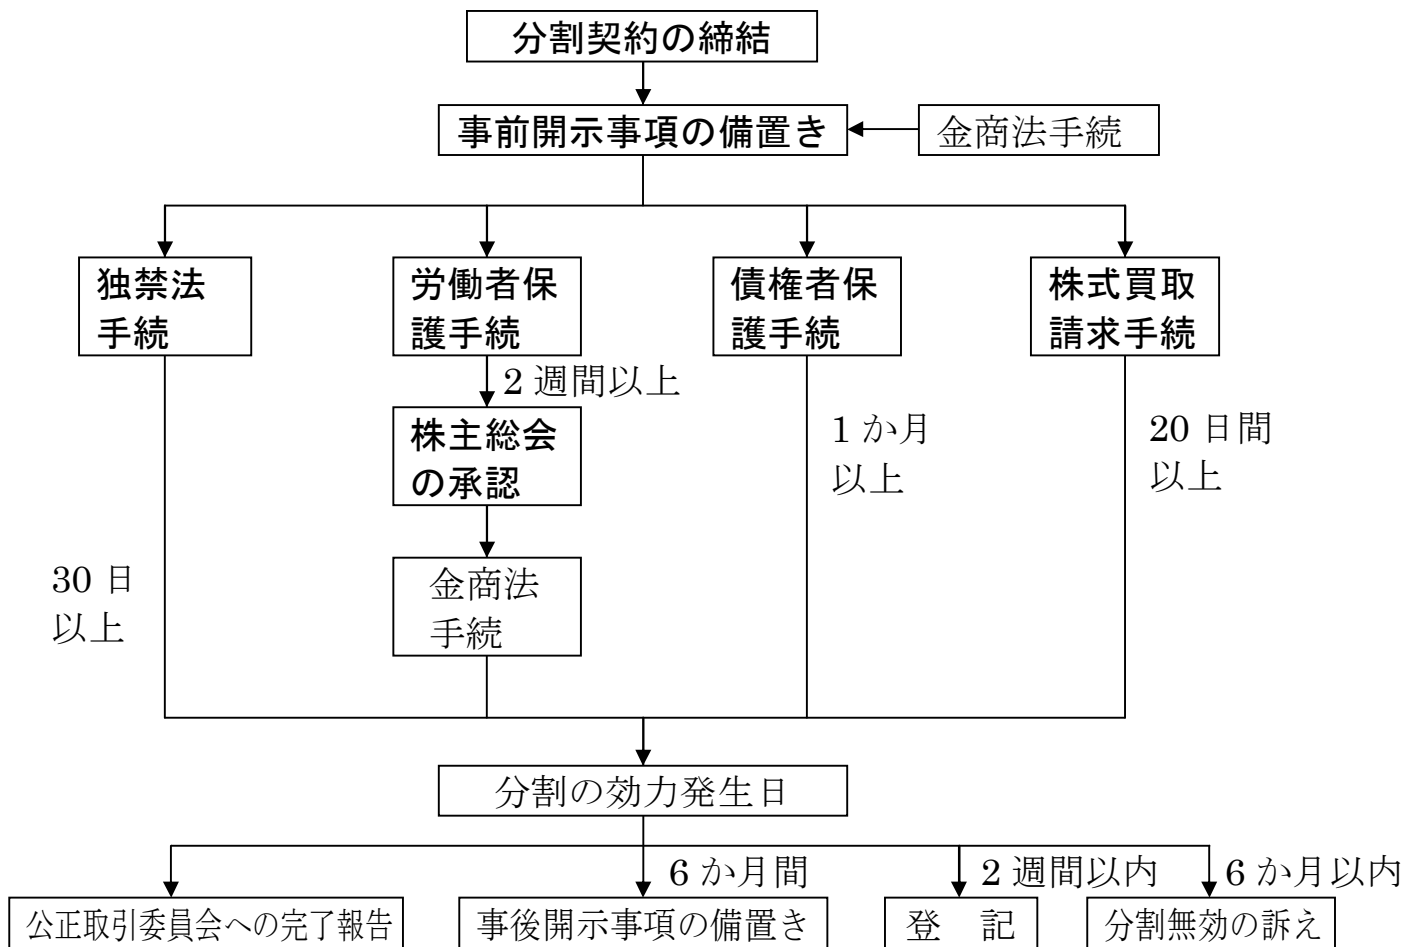 分割契約の締結
事前開示事項の備置き
金商法手続
独禁法
手続
労働者保
護手続
債権者保
護手続
株式買取
請求手続
2 週間以上
株主総会
の承認
1 か月
以上
20 日間
以上
金商法
手続
30 日
以上
分割の効力発生日
6 か月間
2 週間以内
6 か月以内
公正取引委員会への完了報告
事後開示事項の備置き
登 記
分割無効の訴え